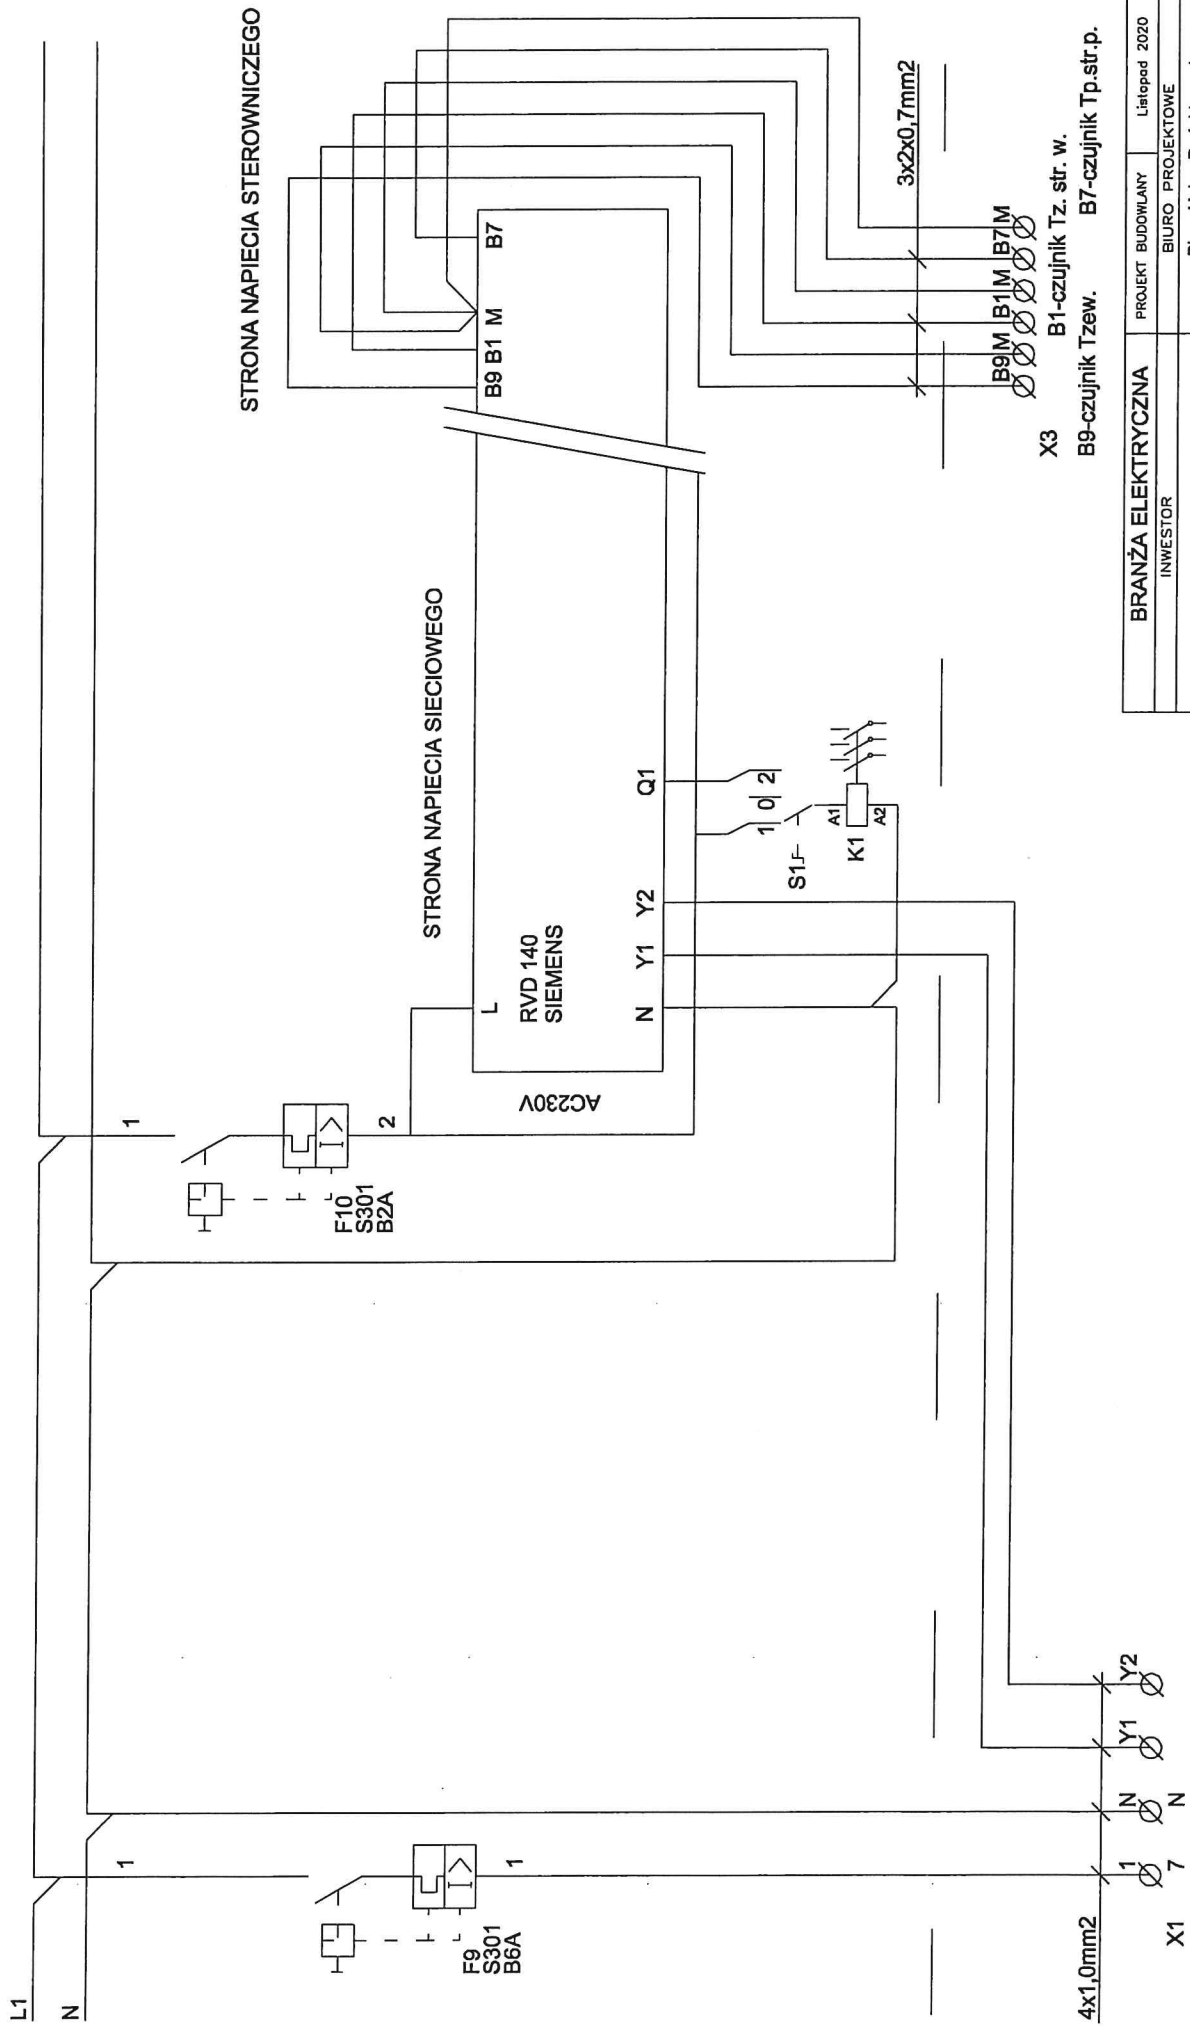 L1
N
1
1
F9
S301
B6A
1
F10
S301
B2A
2
STRONA NAPIECIA SIECIOWEGO
STRONA NAPIECIA STEROWNICZEGO
AC230V
L
RVD 140
SIEMENS
N Y1 Y2 Q1
B9 B1 M B7
1 0 2
S1
A1
K1
A2
3x2x0,7mm2
B9 M B1 M B7 M
X3
B1-czujnik Tz. str. w.
B9-czujnik Tzew. B7-czujnik Tp.str.p.
4x1,0mm2
1 N Y1 Y2
X1 7 N
BRANŻA ELEKTRYCZNA
PROJEKT BUDOWLANY
Listopad 2020
INWESTOR
BIURO PROJEKTOWE